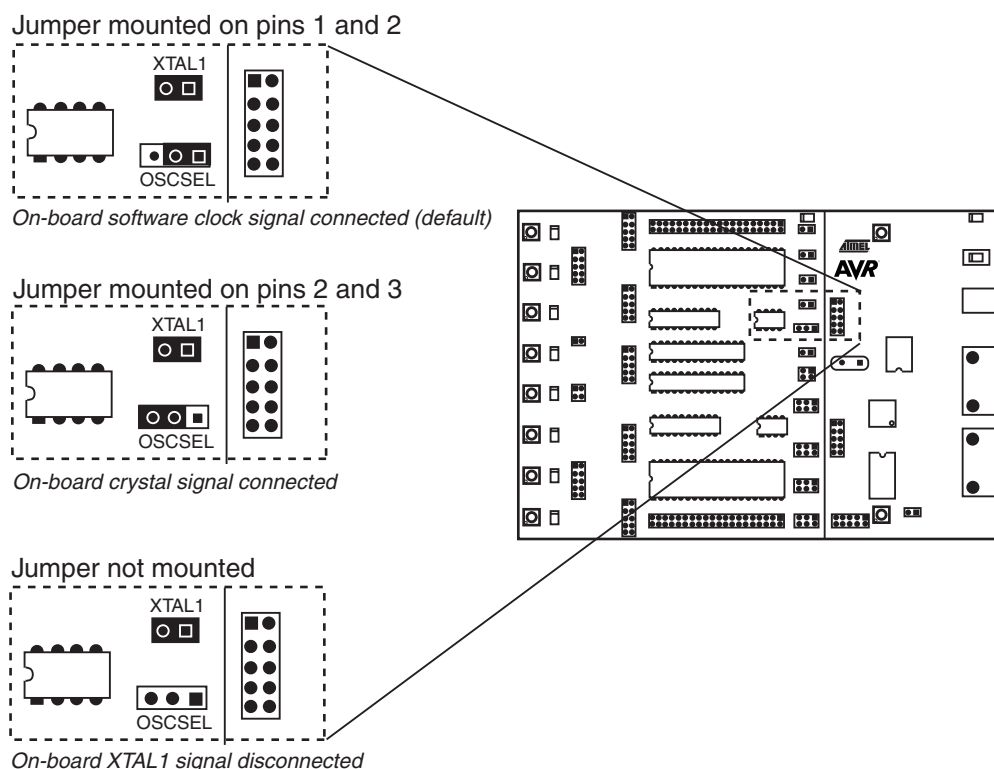 Jumper mounted on pins 1 and 2
XTAL1
OSCSEL
On-board software clock signal connected (default)
Jumper mounted on pins 2 and 3
XTAL1
OSCSEL
On-board crystal signal connected
Jumper not mounted
XTAL1
OSCSEL
On-board XTAL1 signal disconnected
ATMEL
AVR